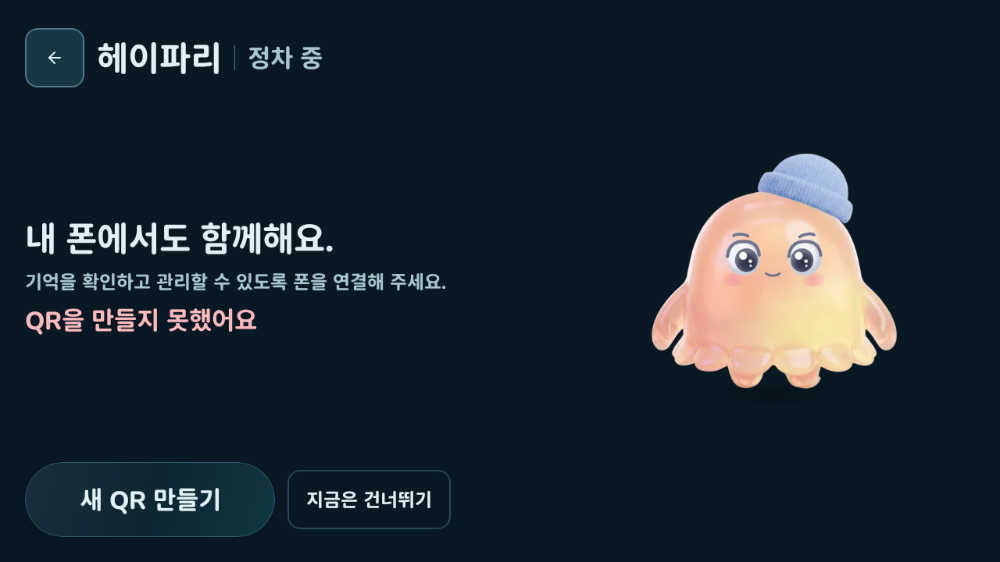 헤이파리
정차 중
내 폰에서도 함께해요.
기억을 확인하고 관리할 수 있도록 폰을 연결해 주세요.
QR을 만들지 못했어요
새 QR 만들기
지금은 건너뛰기